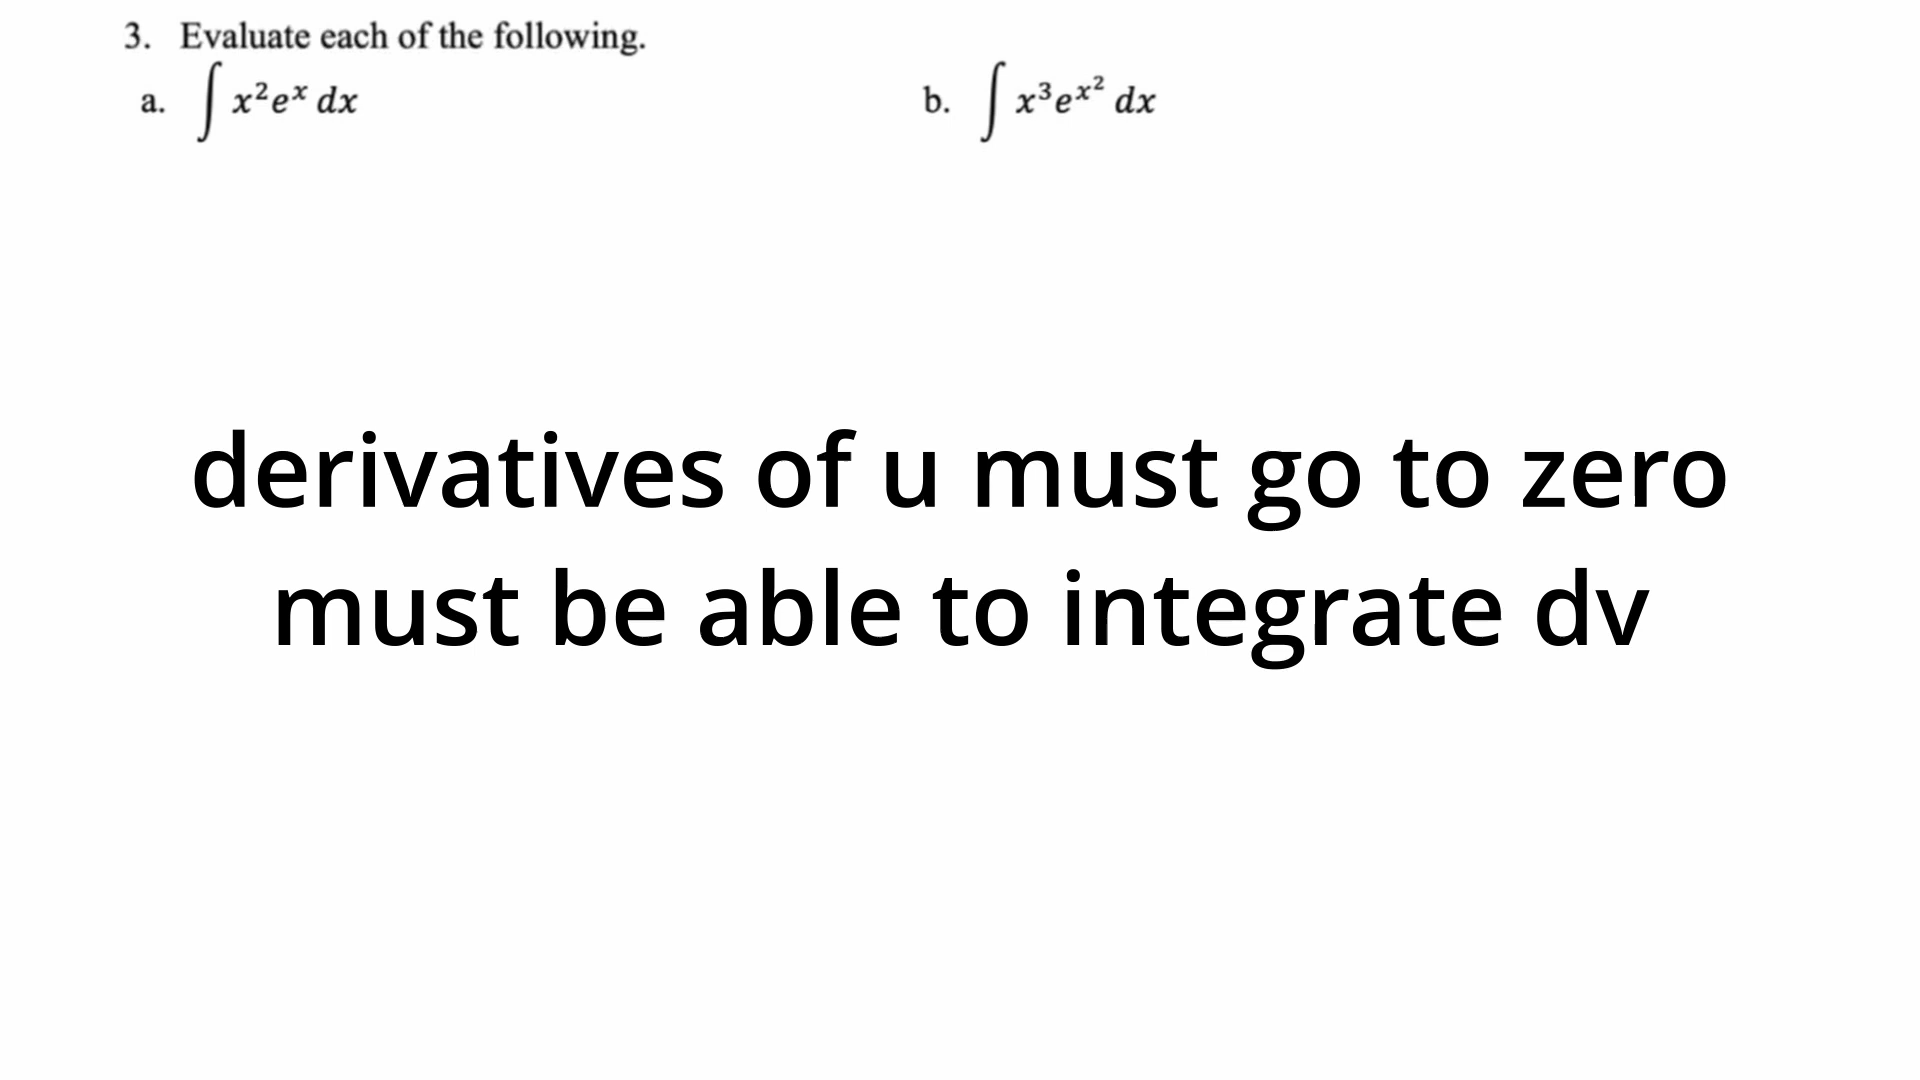 3. Evaluate each of the following.
a. ∫ x²eˣ dx
b. ∫ x³e^{x²} dx
derivatives of u must go to zero
must be able to integrate dv